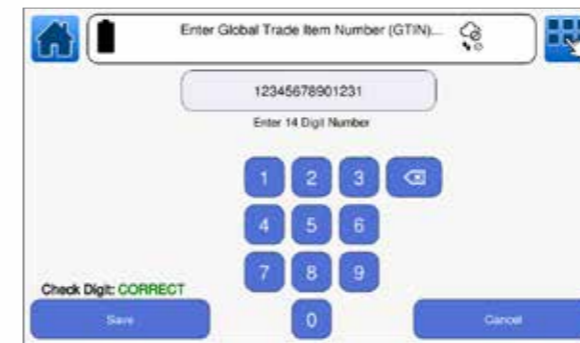 Enter Global Trade Item Number (GTIN)...
12345678901231
Enter 14 Digit Number
1 2 3
4 5 6
7 8 9
Check Digit: CORRECT
Save 0 Cancel